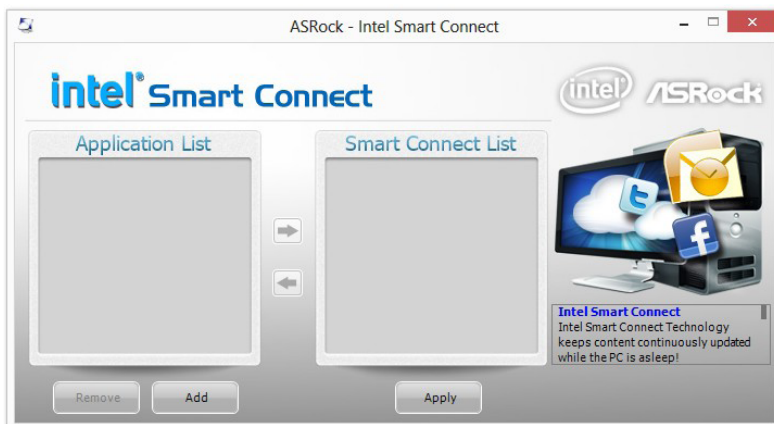 ASRock - Intel Smart Connect
intel Smart Connect
intel ASRock
Application List
Smart Connect List
Intel Smart Connect
Intel Smart Connect Technology
keeps content continuously updated
while the PC is asleep!
Remove
Add
Apply